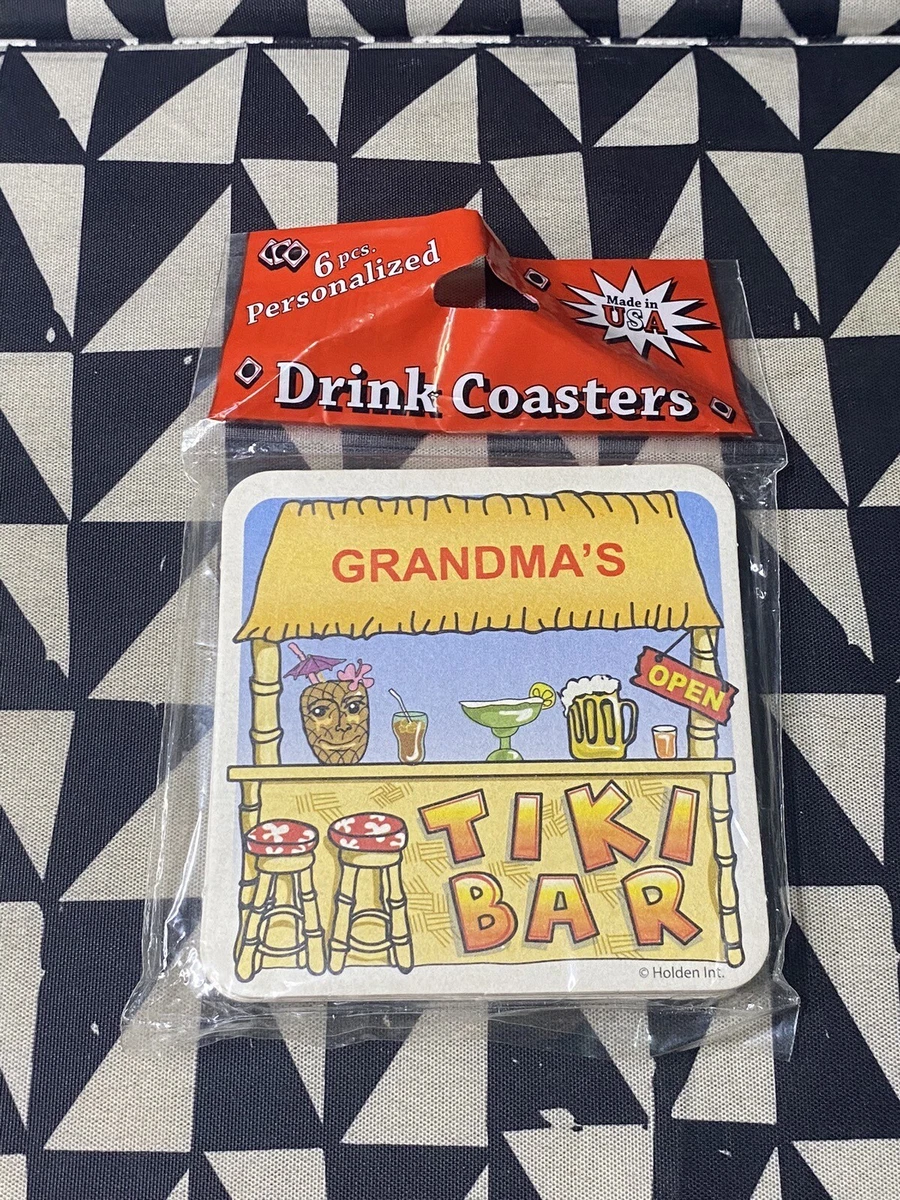 6 pcs.
Personalized
Made in
USA
Drink Coasters
GRANDMA'S
OPEN
TIKI
BAR
© Holden Int.